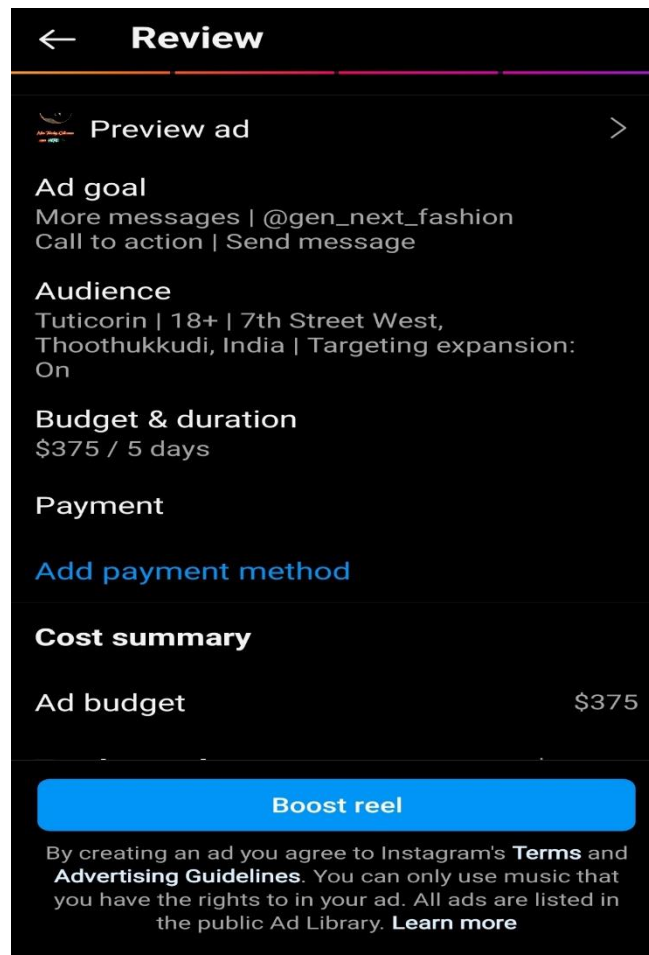 Review
Preview ad
Ad goal
More messages | @gen_next_fashion
Call to action | Send message
Audience
Tuticorin | 18+ | 7th Street West,
Thoothukkudi, India | Targeting expansion:
On
Budget & duration
$375 / 5 days
Payment
Add payment method
Cost summary
Ad budget $375
Boost reel
By creating an ad you agree to Instagram's Terms and
Advertising Guidelines. You can only use music that
you have the rights to in your ad. All ads are listed in
the public Ad Library. Learn more